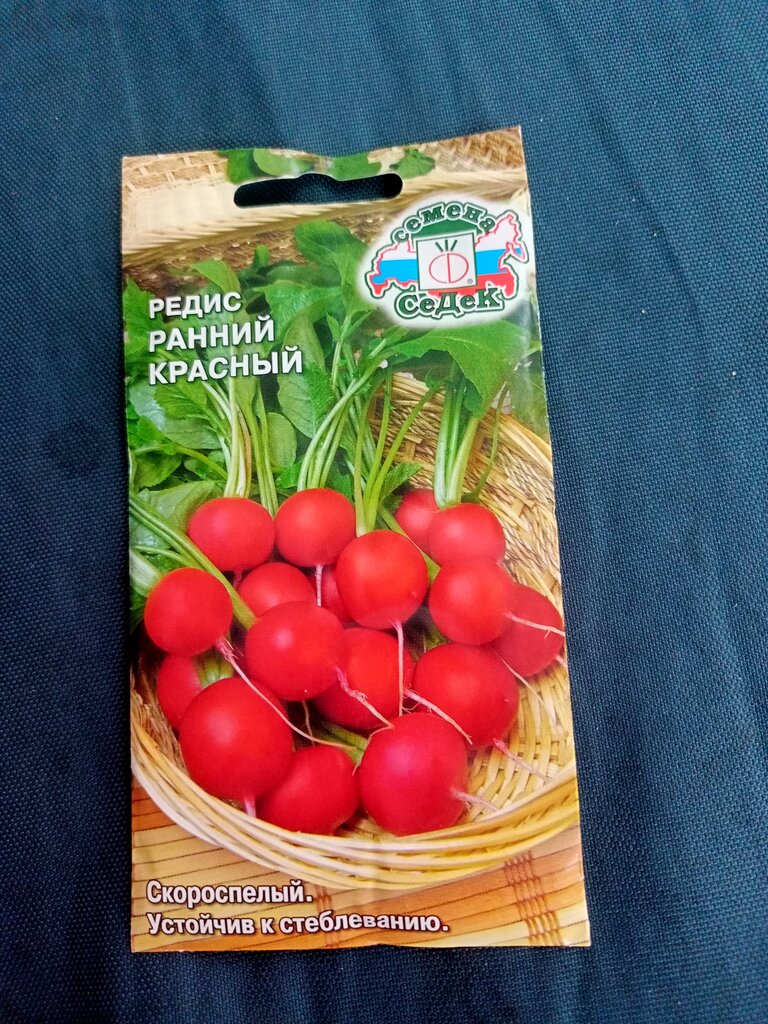 семена
СеДеК
РЕДИС
РАННИЙ
КРАСНЫЙ
Скороспелый.
Устойчив к стеблеванию.